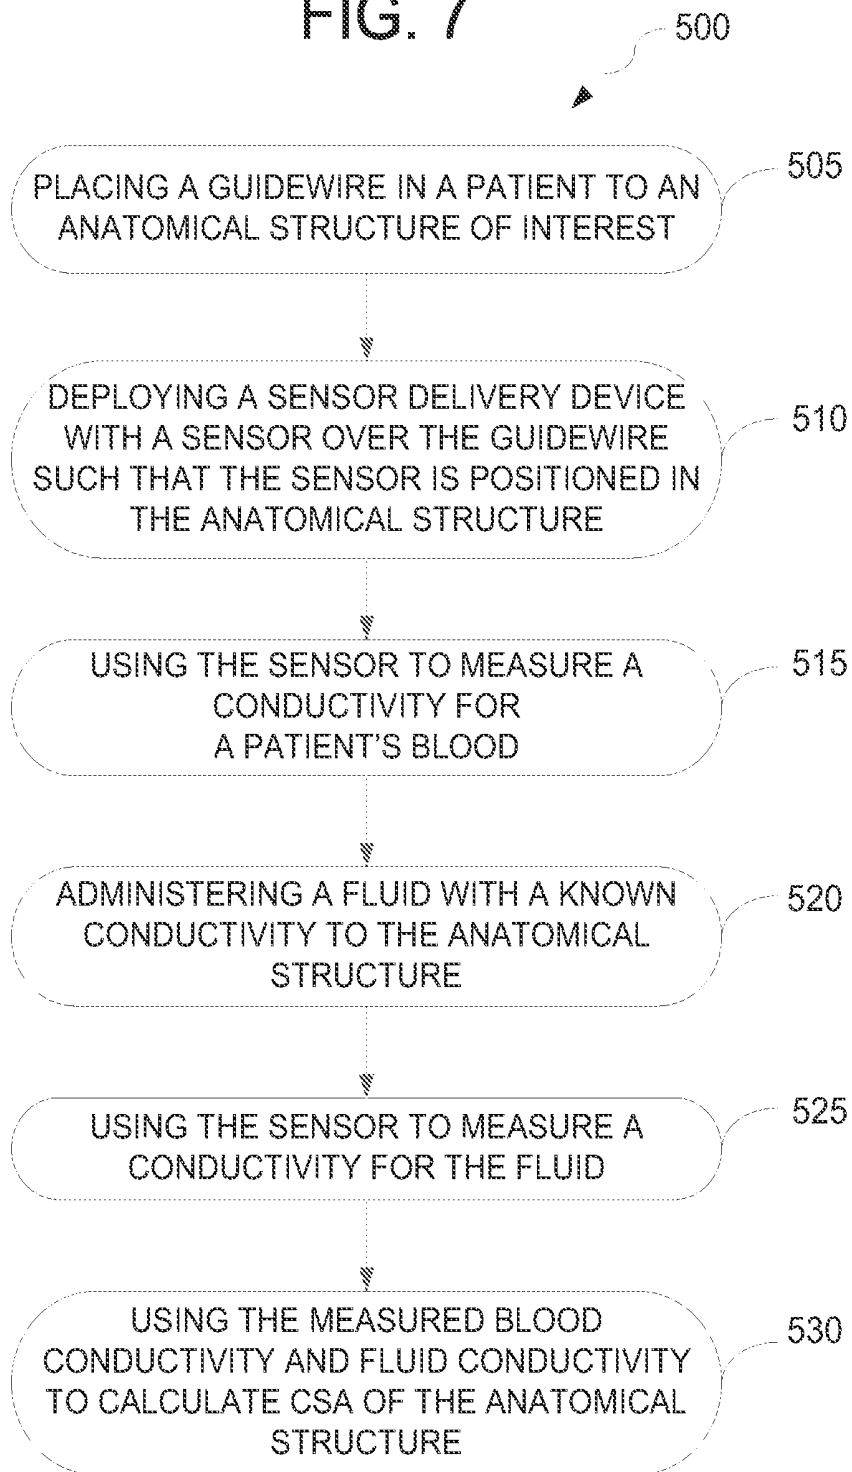 FIG. 7
500
PLACING A GUIDEWIRE IN A PATIENT TO AN
ANATOMICAL STRUCTURE OF INTEREST
505
DEPLOYING A SENSOR DELIVERY DEVICE
WITH A SENSOR OVER THE GUIDEWIRE
SUCH THAT THE SENSOR IS POSITIONED IN
THE ANATOMICAL STRUCTURE
510
USING THE SENSOR TO MEASURE A
CONDUCTIVITY FOR
A PATIENT'S BLOOD
515
ADMINISTERING A FLUID WITH A KNOWN
CONDUCTIVITY TO THE ANATOMICAL
STRUCTURE
520
USING THE SENSOR TO MEASURE A
CONDUCTIVITY FOR THE FLUID
525
USING THE MEASURED BLOOD
CONDUCTIVITY AND FLUID CONDUCTIVITY
TO CALCULATE CSA OF THE ANATOMICAL
STRUCTURE
530